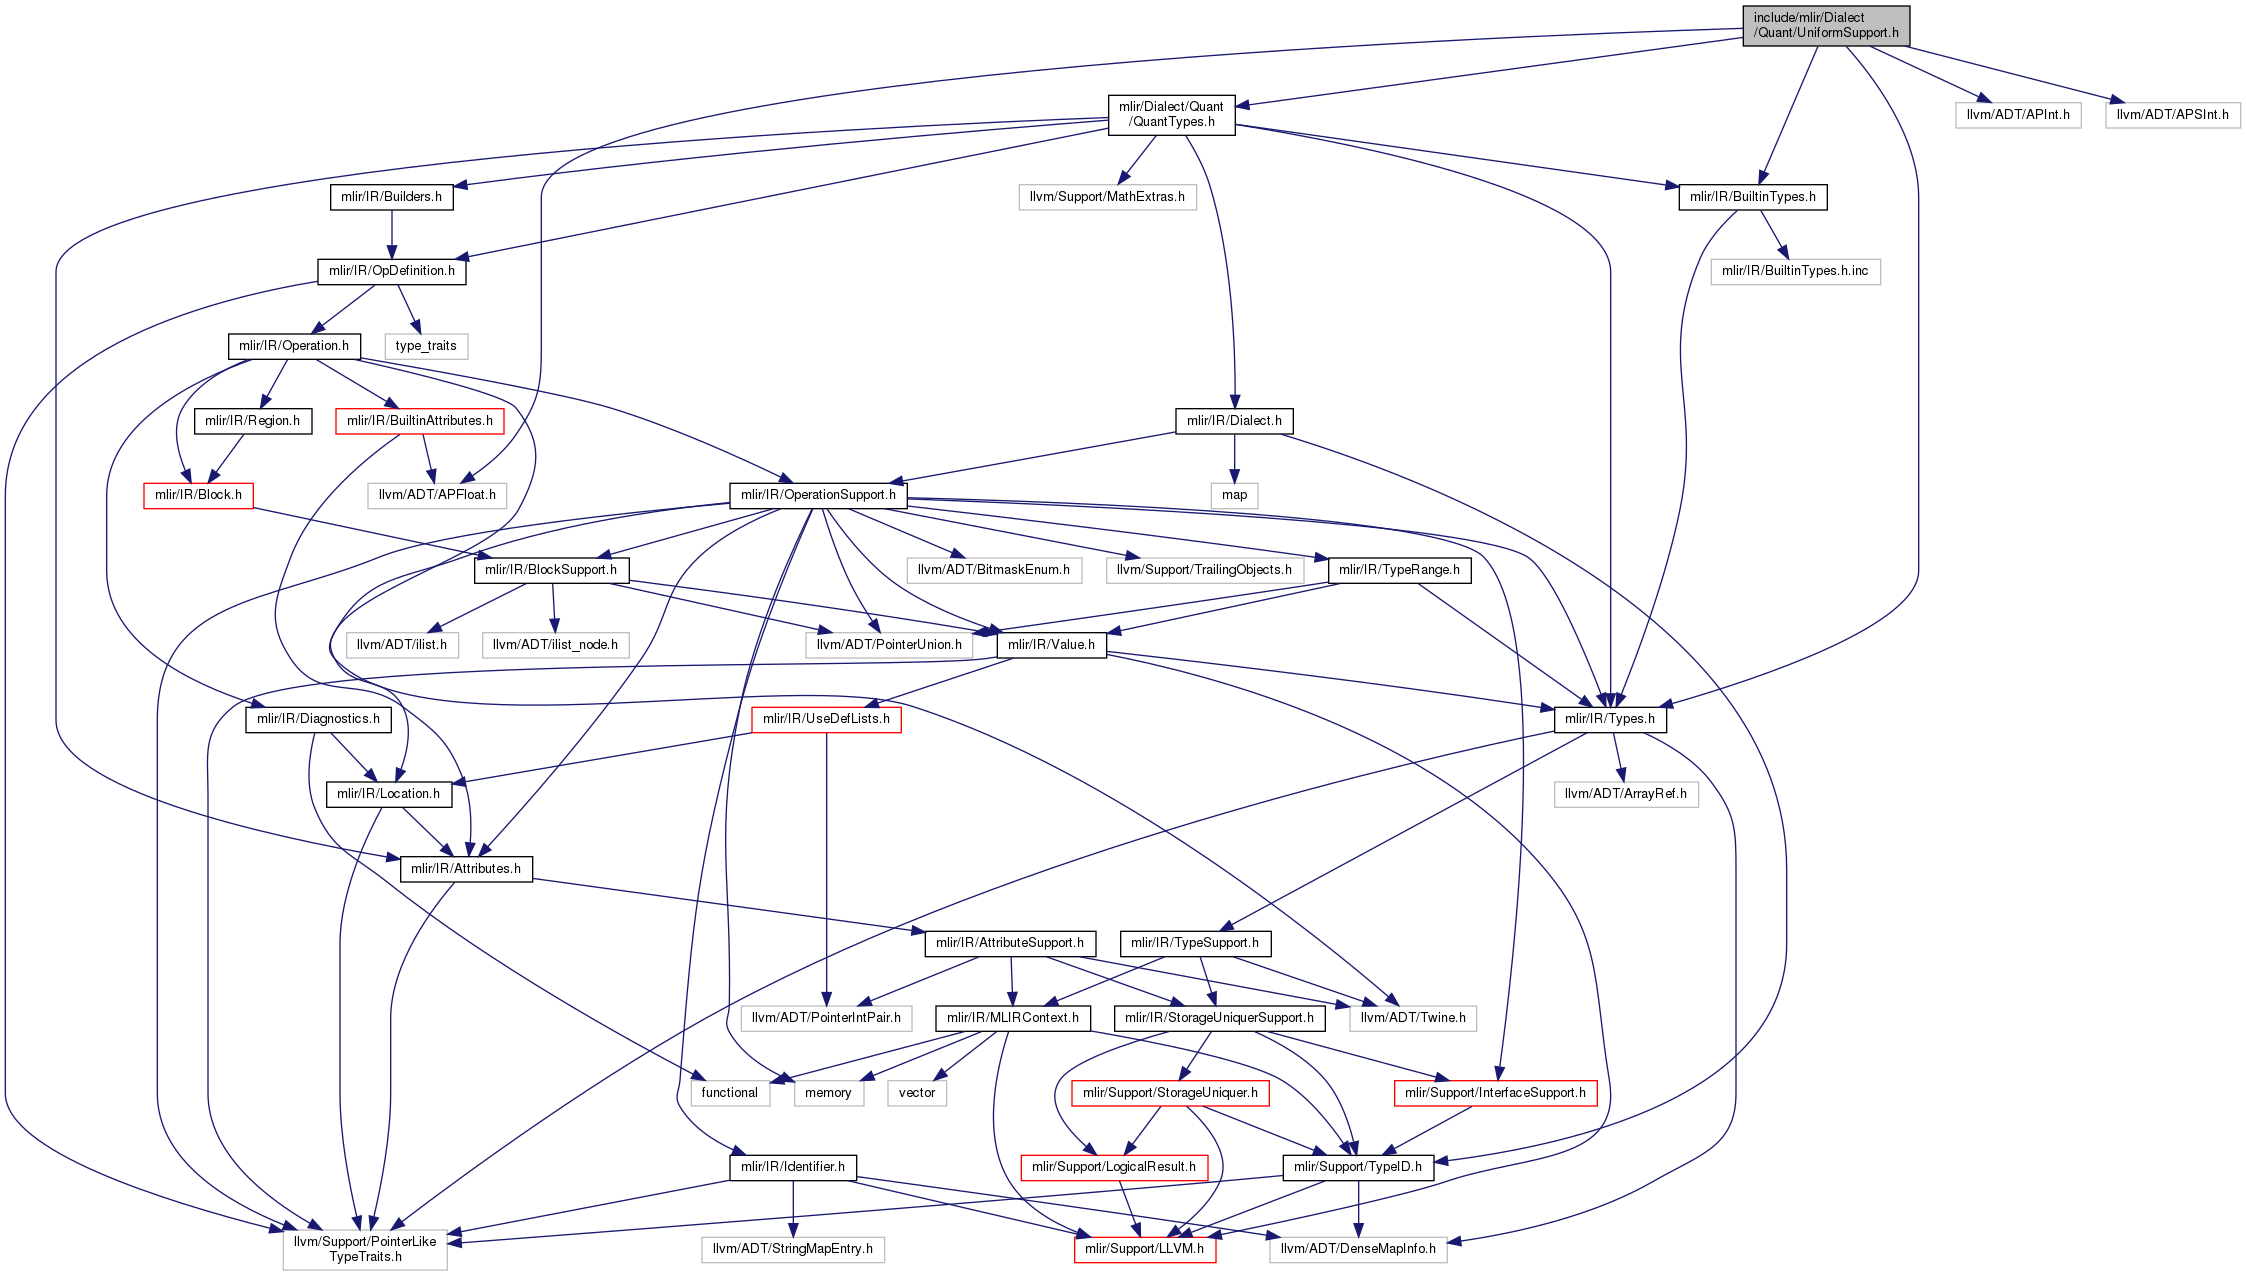 include/mlir/Dialect
/Quant/UniformSupport.h
mlir/Dialect/Quant
/QuantTypes.h
llvm/ADT/APInt.h
llvm/ADT/APSInt.h
mlir/IR/Builders.h
llvm/Support/MathExtras.h
mlir/IR/BuiltinTypes.h
mlir/IR/OpDefinition.h
mlir/IR/BuiltinTypes.h.inc
mlir/IR/Operation.h
type_traits
mlir/IR/Region.h
mlir/IR/BuiltinAttributes.h
mlir/IR/Dialect.h
mlir/IR/Block.h
llvm/ADT/APFloat.h
mlir/IR/OperationSupport.h
map
mlir/IR/BlockSupport.h
llvm/ADT/BitmaskEnum.h
llvm/Support/TrailingObjects.h
mlir/IR/TypeRange.h
llvm/ADT/ilist.h
llvm/ADT/ilist_node.h
llvm/ADT/PointerUnion.h
mlir/IR/Value.h
mlir/IR/Diagnostics.h
mlir/IR/UseDefLists.h
mlir/IR/Types.h
mlir/IR/Location.h
llvm/ADT/ArrayRef.h
mlir/IR/Attributes.h
mlir/IR/AttributeSupport.h
mlir/IR/TypeSupport.h
llvm/ADT/PointerIntPair.h
mlir/IR/MLIRContext.h
mlir/IR/StorageUniquerSupport.h
llvm/ADT/Twine.h
functional
memory
vector
mlir/Support/StorageUniquer.h
mlir/Support/InterfaceSupport.h
mlir/IR/Identifier.h
mlir/Support/LogicalResult.h
mlir/Support/TypeID.h
llvm/Support/PointerLike
TypeTraits.h
llvm/ADT/StringMapEntry.h
mlir/Support/LLVM.h
llvm/ADT/DenseMapInfo.h